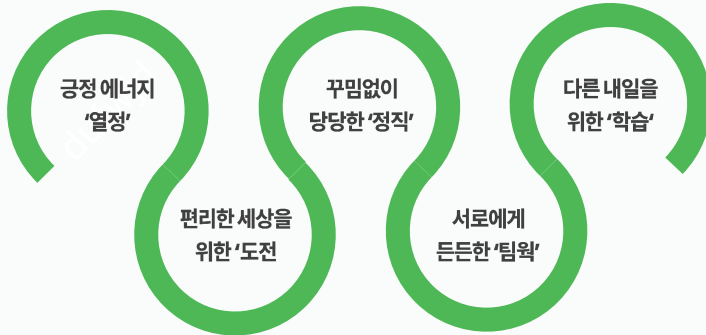 긍정 에너지
‘열정’
편리한 세상을
위한 ‘도전
꾸밈없이
당당한 ‘정직’
서로에게
든든한 ‘팀웍’
다른 내일을
위한 ‘학습‘